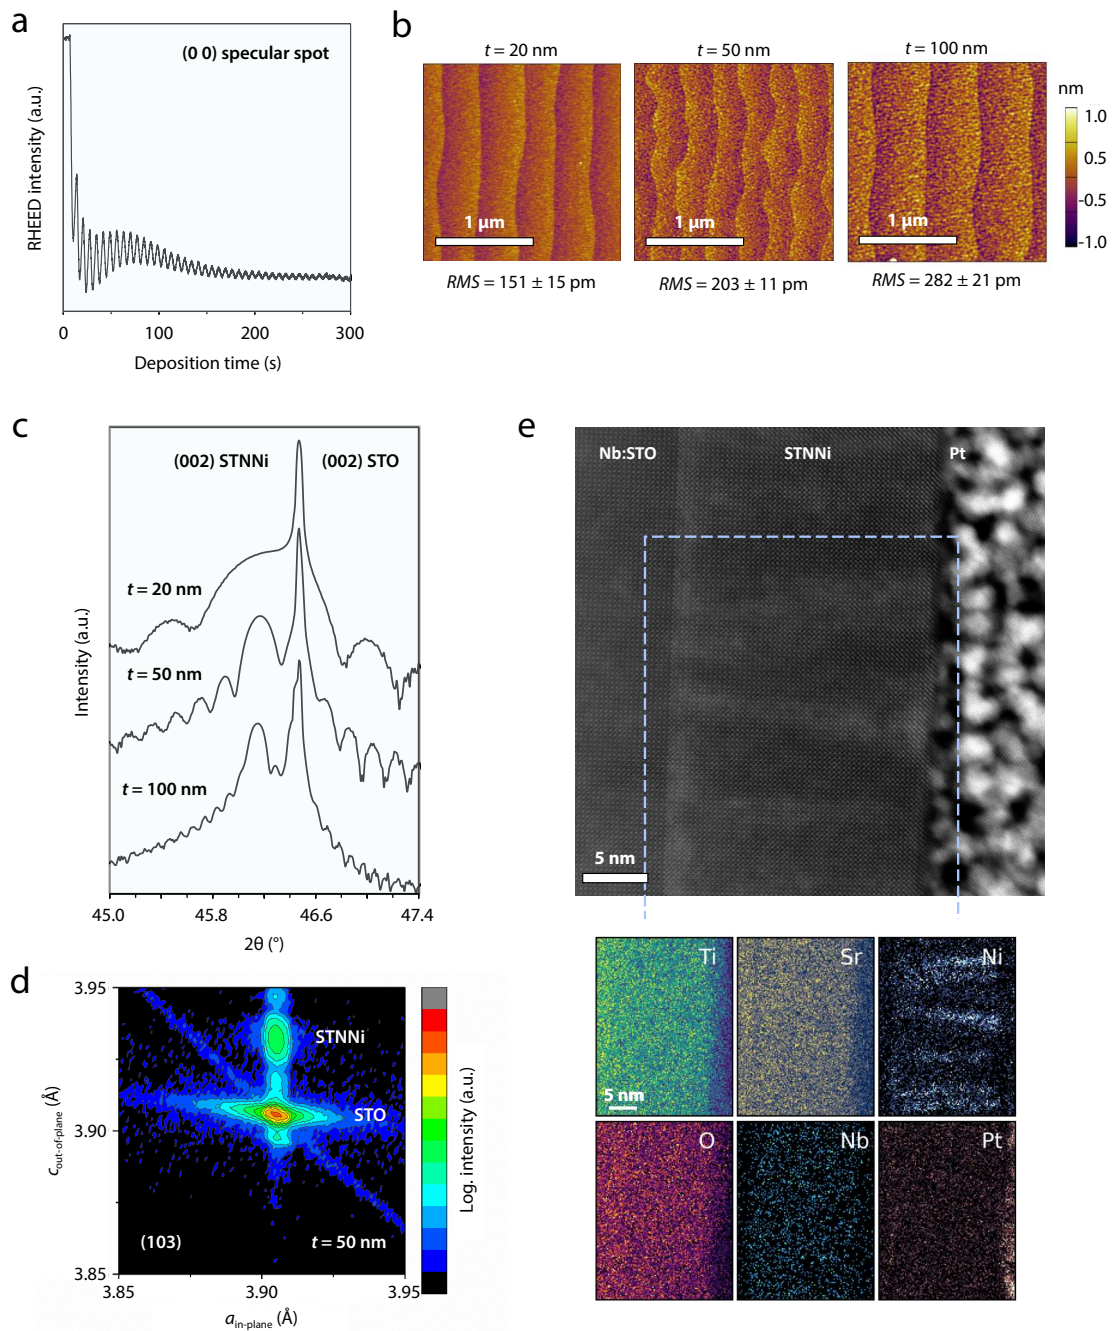 a
(0 0) specular spot
RHEED intensity (a.u.)
0
100
200
300
Deposition time (s)
b
t = 20 nm
t = 50 nm
t = 100 nm
1 μm
1 μm
1 μm
RMS = 151 ± 15 pm
RMS = 203 ± 11 pm
RMS = 282 ± 21 pm
nm
1.0
0.5
-0.5
-1.0
c
(002) STNNi
(002) STO
t = 20 nm
t = 50 nm
t = 100 nm
Intensity (a.u.)
45.0
45.8
46.6
47.4
2θ (°)
d
3.95
3.90
3.85
c out-of-plane (Å)
STNNi
STO
(103)
t = 50 nm
3.85
3.90
3.95
a in-plane (Å)
Log. intensity (a.u.)
e
Nb:STO
STNNi
Pt
5 nm
Ti
Sr
Ni
5 nm
O
Nb
Pt